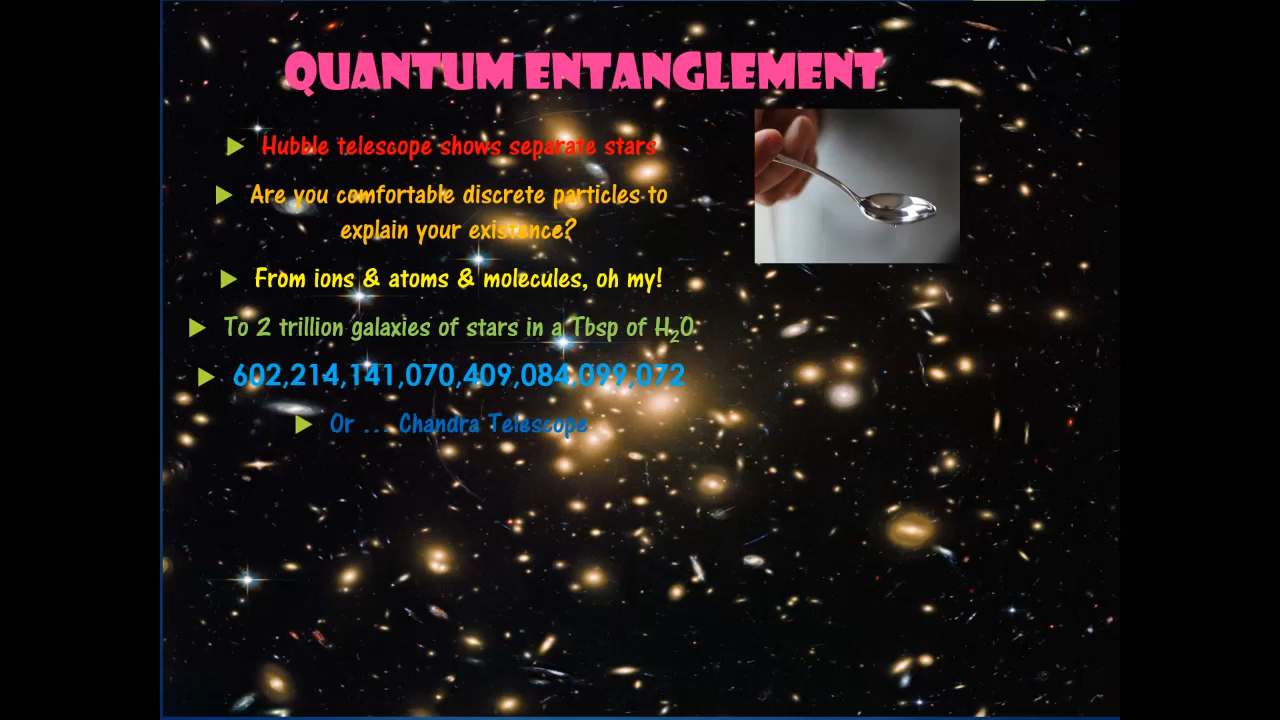 QUANTUM ENTANGLEMENT
Hubble telescope shows separate stars
Are you comfortable discrete particles to
explain your existence?
From ions & atoms & molecules, oh my!
To 2 trillion galaxies of stars in a Tbsp of H₂O
602,214,141,070,409,084,099,072
Or ... Chandra Telescope